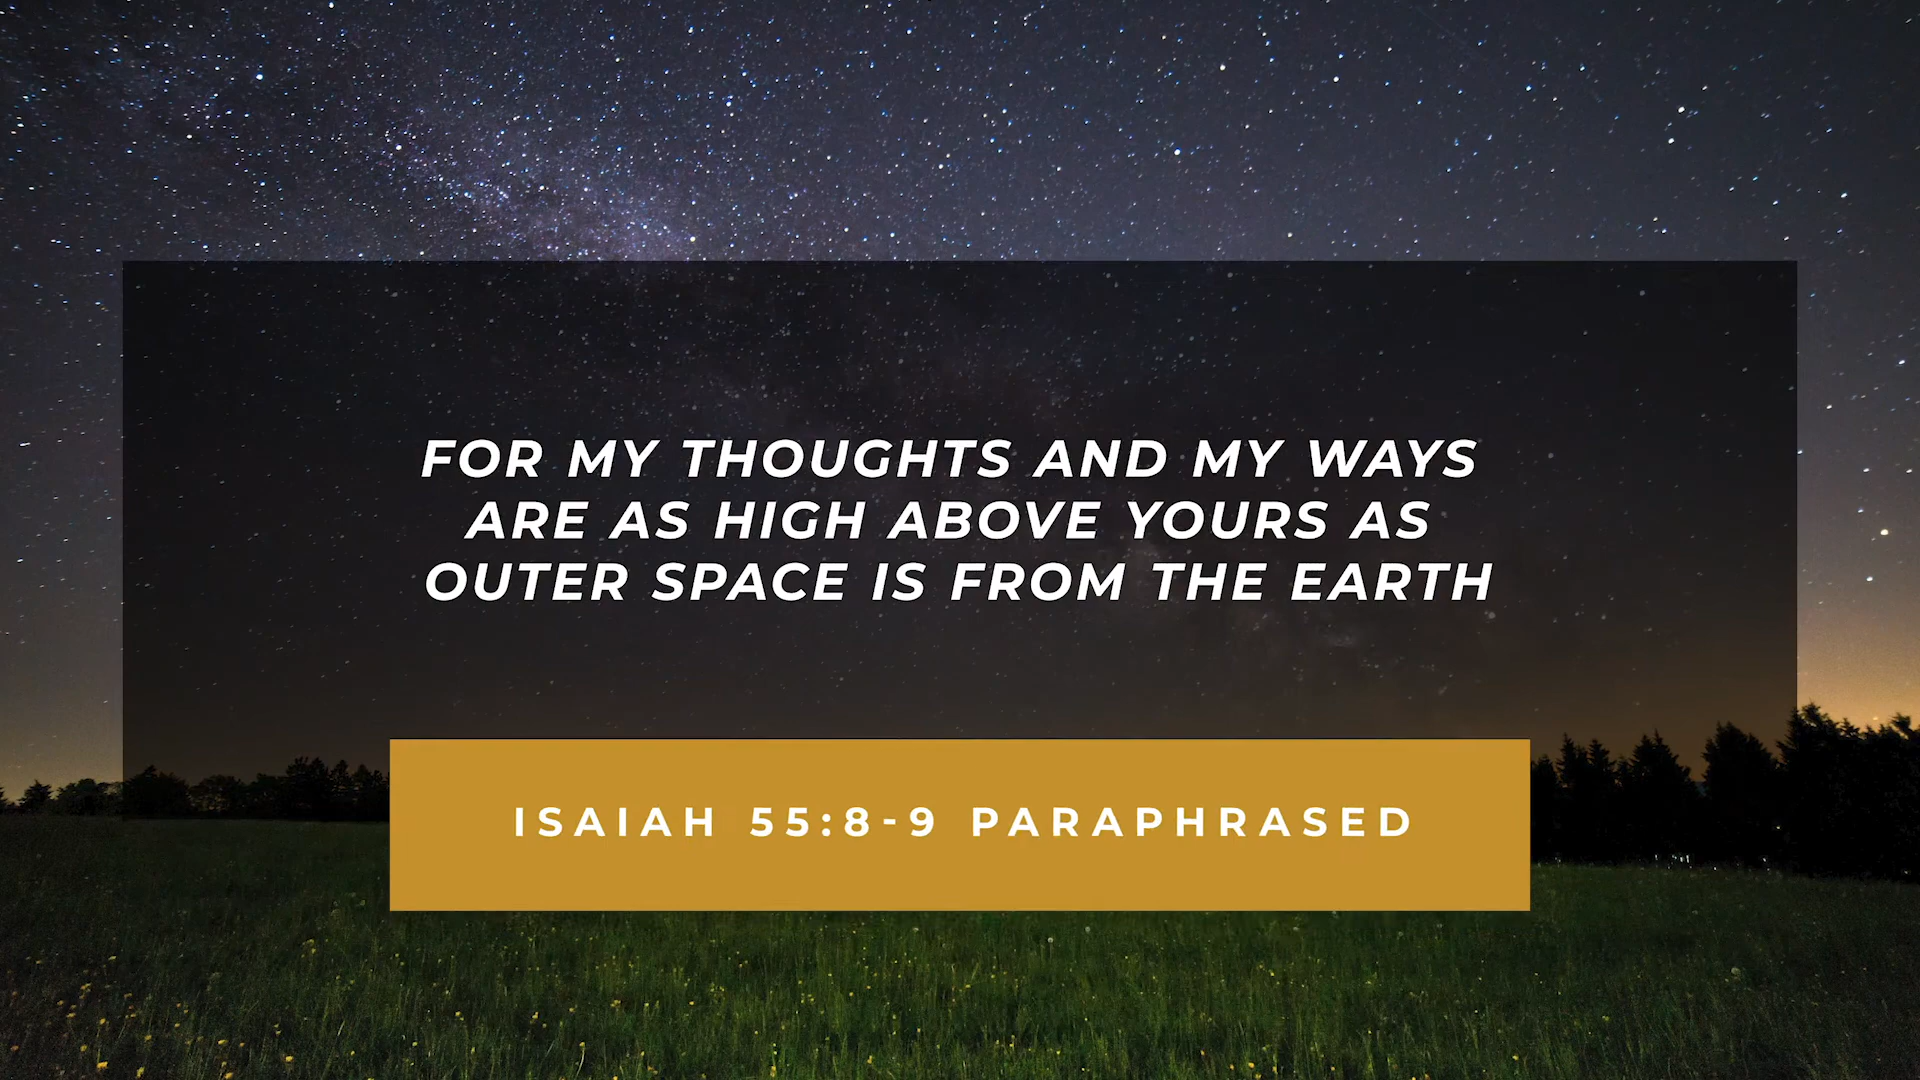 FOR MY THOUGHTS AND MY WAYS
ARE AS HIGH ABOVE YOURS AS
OUTER SPACE IS FROM THE EARTH
ISAIAH 55:8-9 PARAPHRASED